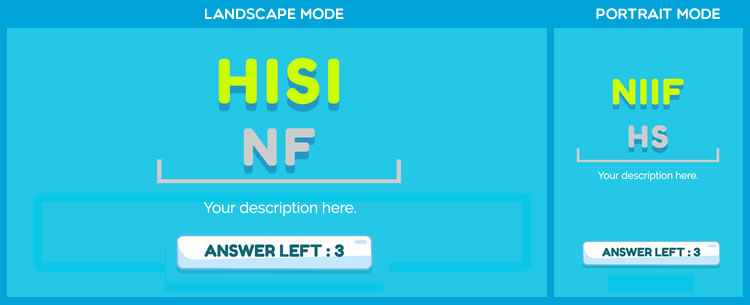 LANDSCAPE MODE
HISI
NF
Your description here.
ANSWER LEFT : 3
PORTRAIT MODE
NIIF
HS
Your description here.
ANSWER LEFT : 3